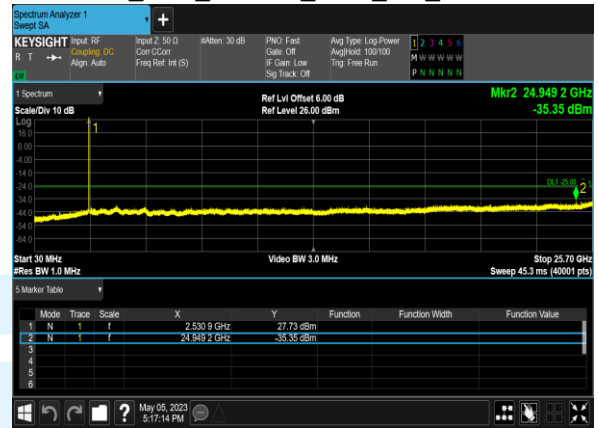 Spectrum Analyzer 1
Swept SA
+
KEYSIGHT Input: RF Input Z: 50 Ω #Atten: 30 dB PNO: Fast Avg Type: Log-Power 1 2 3 4 5 6
R T Coupling: DC Corr CCorr Gate: Off Avg|Hold: 100/100 M W W W W W
Align: Auto Freq Ref: Int (S) IF Gain: Low Trig: Free Run
Sig Track: Off P N N N N N
1 Spectrum
Ref Lvl Offset 6.00 dB Mkr2 24.949 2 GHz
Scale/Div 10 dB Ref Level 26.00 dBm -35.35 dBm
Log
1
16.0
6.00
-4.00
-14.0
-24.0
DL1 -25.00
2
-34.0
-44.0
-54.0
-64.0
Start 30 MHz Video BW 3.0 MHz Stop 25.70 GHz
#Res BW 1.0 MHz Sweep 45.3 ms (40001 pts)
5 Marker Table
Mode Trace Scale X Y Function Function Width Function Value
1 N 1 f 2.530 9 GHz 27.73 dBm
2 N 1 f 24.949 2 GHz -35.35 dBm
3
4
5
6
? May 05, 2023
5:17:14 PM